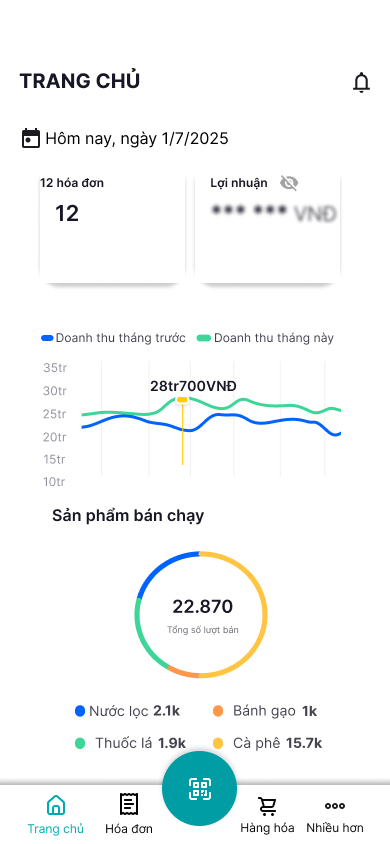 TRANG CHỦ
Hôm nay, ngày 1/7/2025
12 hóa đơn
12
Lợi nhuận
*** *** VNĐ
Doanh thu tháng trước
Doanh thu tháng này
35tr
30tr
25tr
20tr
15tr
10tr
28tr700VNĐ
Sản phẩm bán chạy
22.870
Tổng số lượt bán
Nước lọc 2.1k
Bánh gạo 1k
Thuốc lá 1.9k
Cà phê 15.7k
Trang chủ
Hóa đơn
Hàng hóa
Nhiều hơn